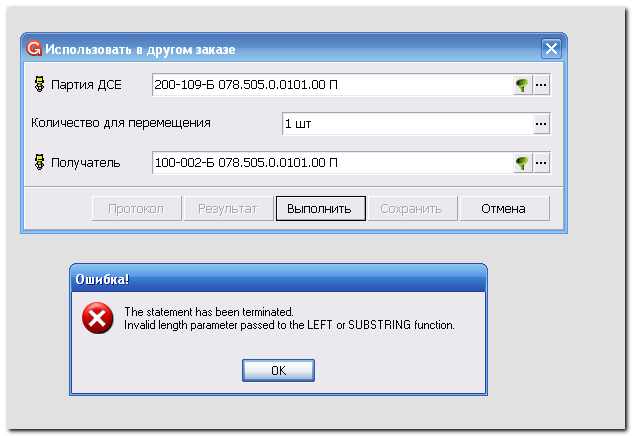 Использовать в другом заказе
Партия ДСЕ 200-109-Б 078.505.0.0101.00 П ...
Количество для перемещения 1 шт ...
Получатель 100-002-Б 078.505.0.0101.00 П ...
Протокол Результат Выполнить Сохранить Отмена
Ошибка!
The statement has been terminated.
Invalid length parameter passed to the LEFT or SUBSTRING function.
OK